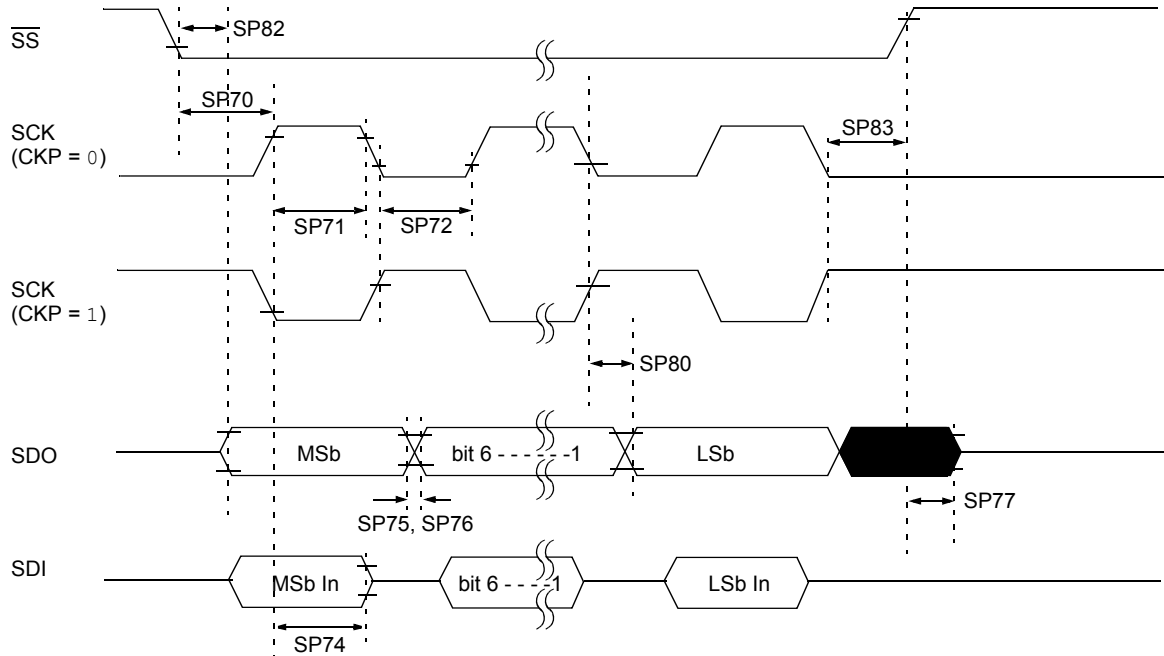 SS
SP82
SP70
SCK
(CKP = 0)
SP83
SP71
SP72
SCK
(CKP = 1)
SP80
SDO
MSb
bit 6 - - - - - -1
LSb
SP75, SP76
SP77
SDI
MSb In
bit 6 - - - -1
LSb In
SP74